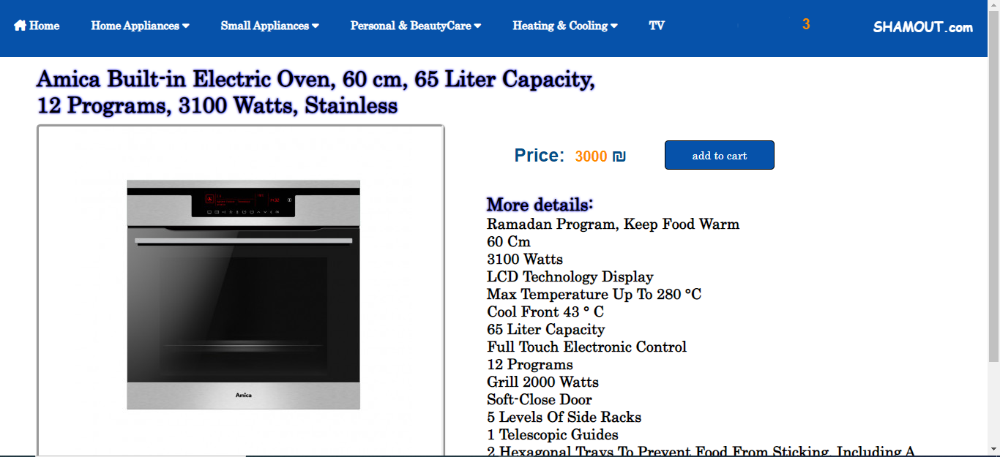 Home
Home Appliances
Small Appliances
Personal & BeautyCare
Heating & Cooling
TV
3
SHAMOUT.com
Amica Built-in Electric Oven, 60 cm, 65 Liter Capacity,
12 Programs, 3100 Watts, Stainless
Price: 3000 ₪
add to cart
More details:
Ramadan Program, Keep Food Warm
60 Cm
3100 Watts
LCD Technology Display
Max Temperature Up To 280 °C
Cool Front 43 ° C
65 Liter Capacity
Full Touch Electronic Control
12 Programs
Grill 2000 Watts
Soft-Close Door
5 Levels Of Side Racks
1 Telescopic Guides
2 Hexagonal Trays To Prevent Food From Sticking, Including A
Amica